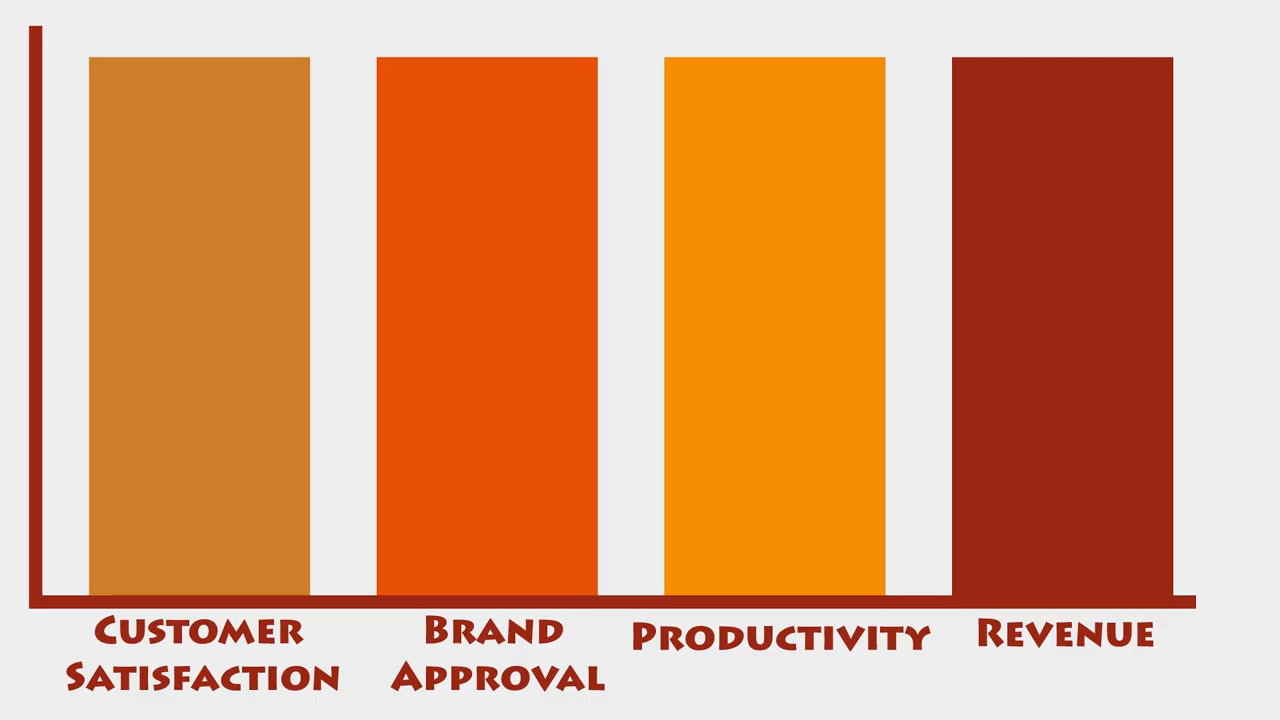 Customer
Satisfaction
Brand
Approval
Productivity
Revenue